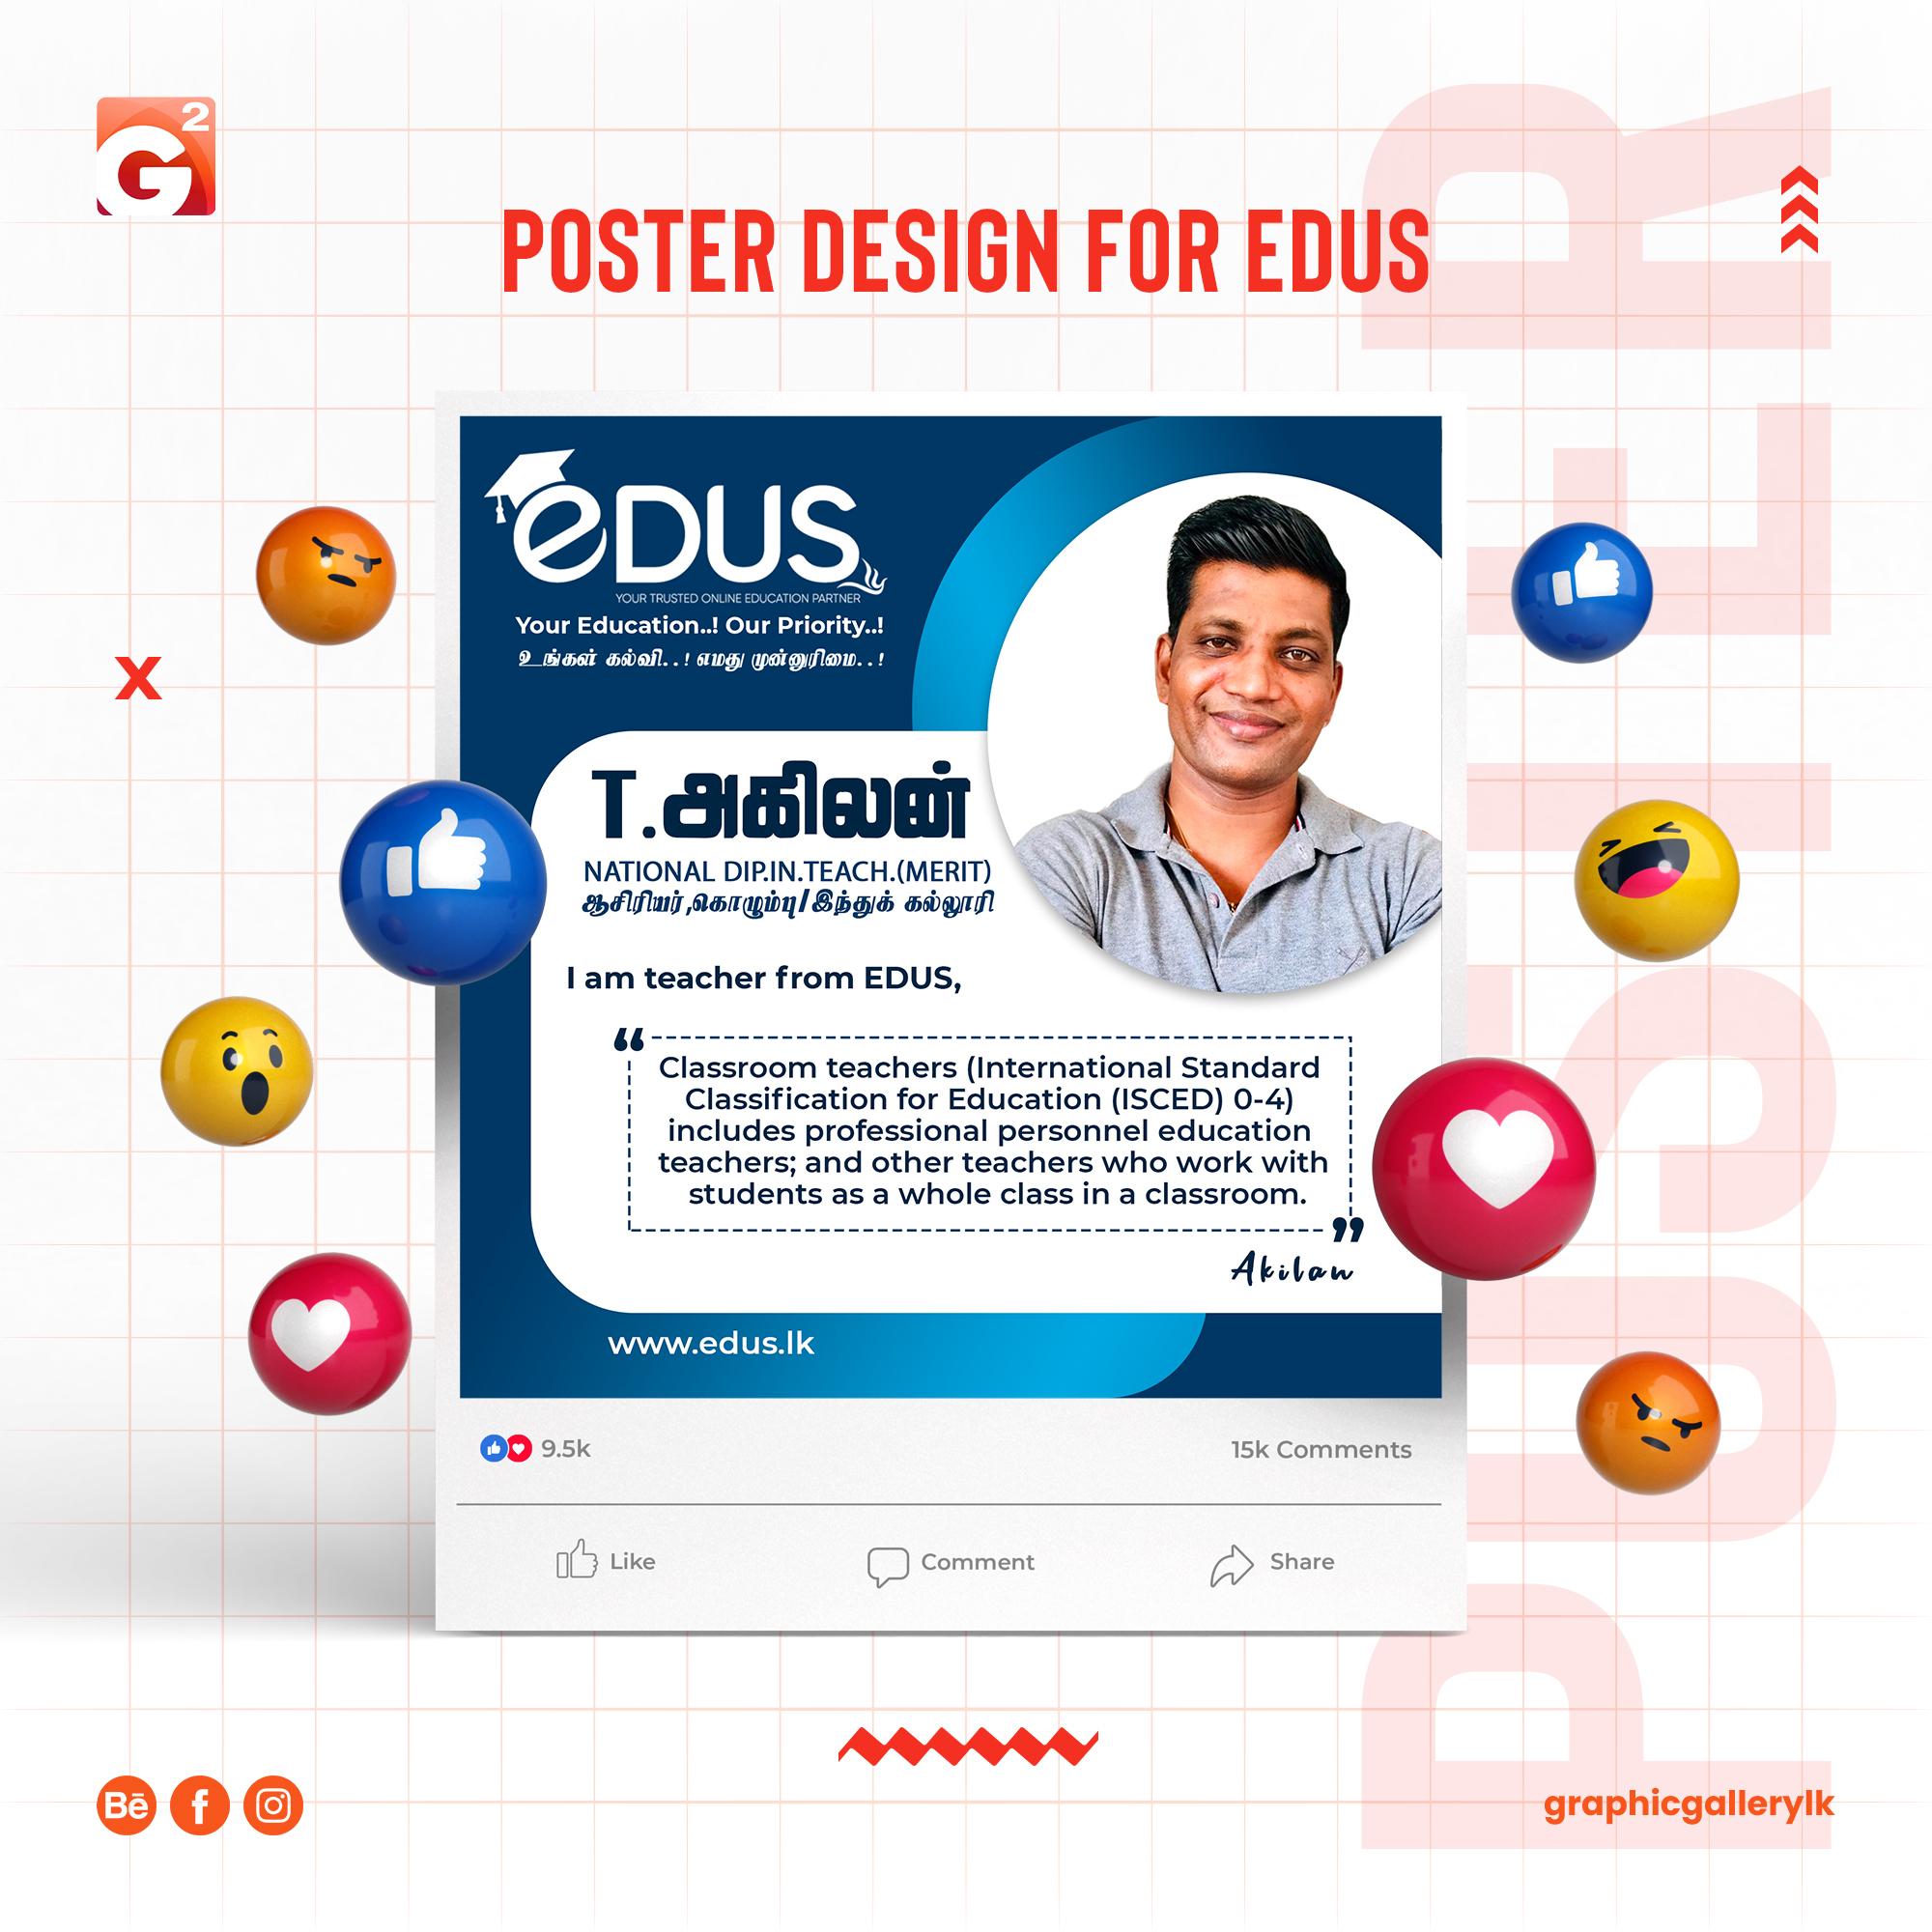 G2
POSTER DESIGN FOR EDUS
POSTER
eDUS
YOUR TRUSTED ONLINE EDUCATION PARTNER
Your Education..! Our Priority..!
உங்கள் கல்வி..! எமது முன்னுரிமை..!
T.அகிலன்
NATIONAL DIP.IN.TEACH.(MERIT)
ஆசிரியர்,கொழும்பு/இந்துக் கல்லூரி
I am teacher from EDUS,
“Classroom teachers (International Standard
Classification for Education (ISCED) 0-4)
includes professional personnel education
teachers; and other teachers who work with
students as a whole class in a classroom.”
Akilan
www.edus.lk
9.5k
15k Comments
Like
Comment
Share
Bē
f
graphicgallerylk